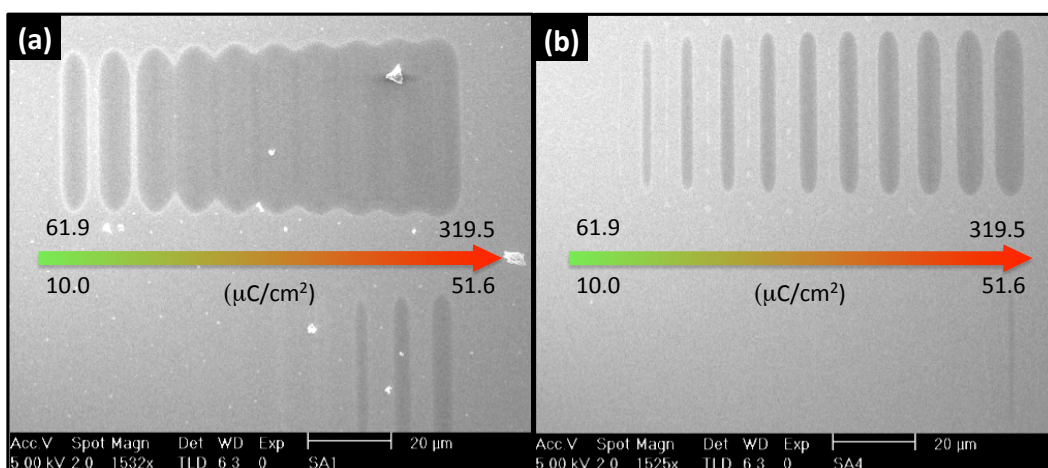 (a)
61.9 319.5
10.0 (µC/cm²) 51.6
Acc.V Spot Magn Det WD Exp 20 µm
5.00 kV 2.0 1532x TLD 6.3 0 SA1
(b)
61.9 319.5
10.0 (µC/cm²) 51.6
Acc.V Spot Magn Det WD Exp 20 µm
5.00 kV 2.0 1525x TLD 6.3 0 SA4